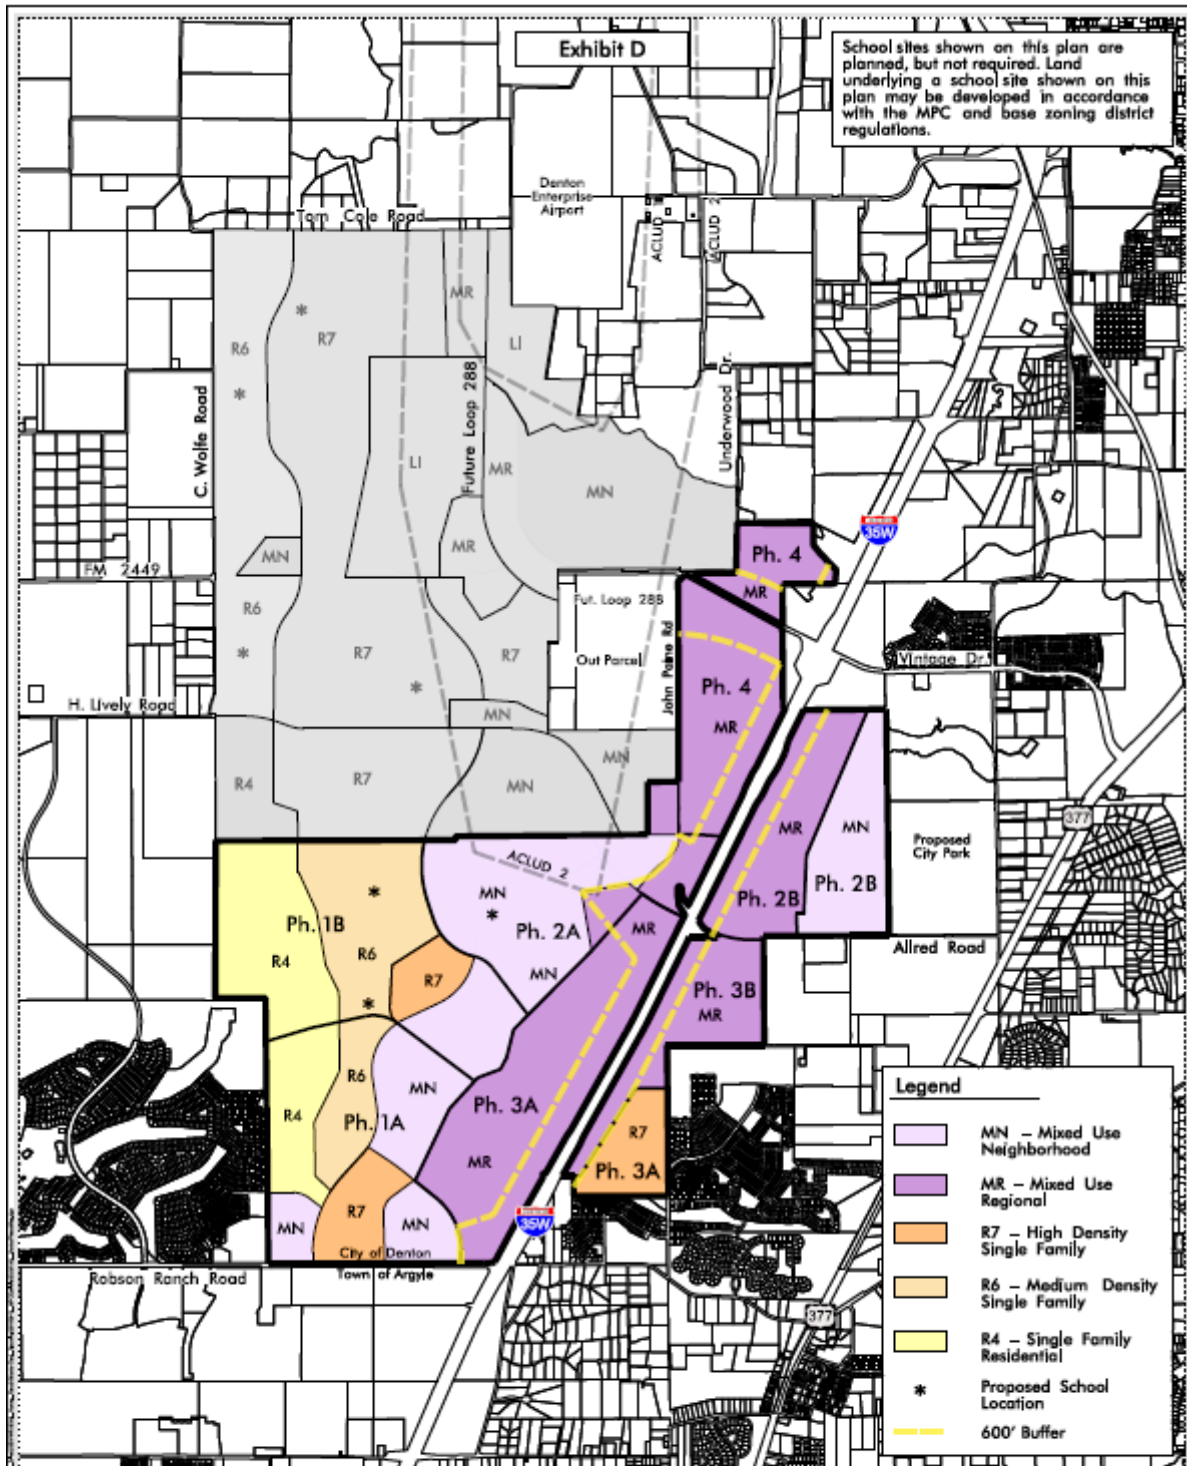 Exhibit D
School sites shown on this plan are
planned, but not required. Land
underlying a school site shown on this
plan may be developed in accordance
with the MPC and base zoning district
regulations.
Denton
Enterprise
Airport
Tom Cole Road
ACLUD
ACLUD 2
MR
R6
R7
LI
C. Wolfe Road
Future Loop 288
Underwood Dr.
LI
MR
MN
35W
MN
MR
Ph. 4
FM 2449
MR
R6
Fut. Loop 288
R7
R7
Out Parcel
John Paine Rd
Vintage Dr.
Ph. 4
H. Lively Road
MN
MR
MN
R4
R7
MN
377
MR
MN
Proposed
City Park
ACLUD 2
MN
Ph. 2B
Ph. 2B
Ph. 1B
MR
Ph. 2A
R6
R4
Allred Road
R7
MN
Ph. 3B
MR
R6
MN
Legend
R4
Ph. 3A
Ph. 1A
R7
MN – Mixed Use
Neighborhood
MR
Ph. 3A
MR – Mixed Use
Regional
R7
MN
MN
35W
R7 – High Density
Single Family
City of Denton
Town of Argyle
Robson Ranch Road
R6 – Medium Density
Single Family
377
R4 – Single Family
Residential
* Proposed School
Location
600' Buffer